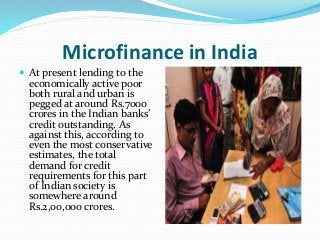 Microfinance in India
At present lending to the
economically active poor
both rural and urban is
pegged at around Rs.7000
crores in the Indian banks'
credit outstanding. As
against this, according to
even the most conservative
estimates, the total
demand for credit
requirements for this part
of Indian society is
somewhere around
Rs.2,00,000 crores.